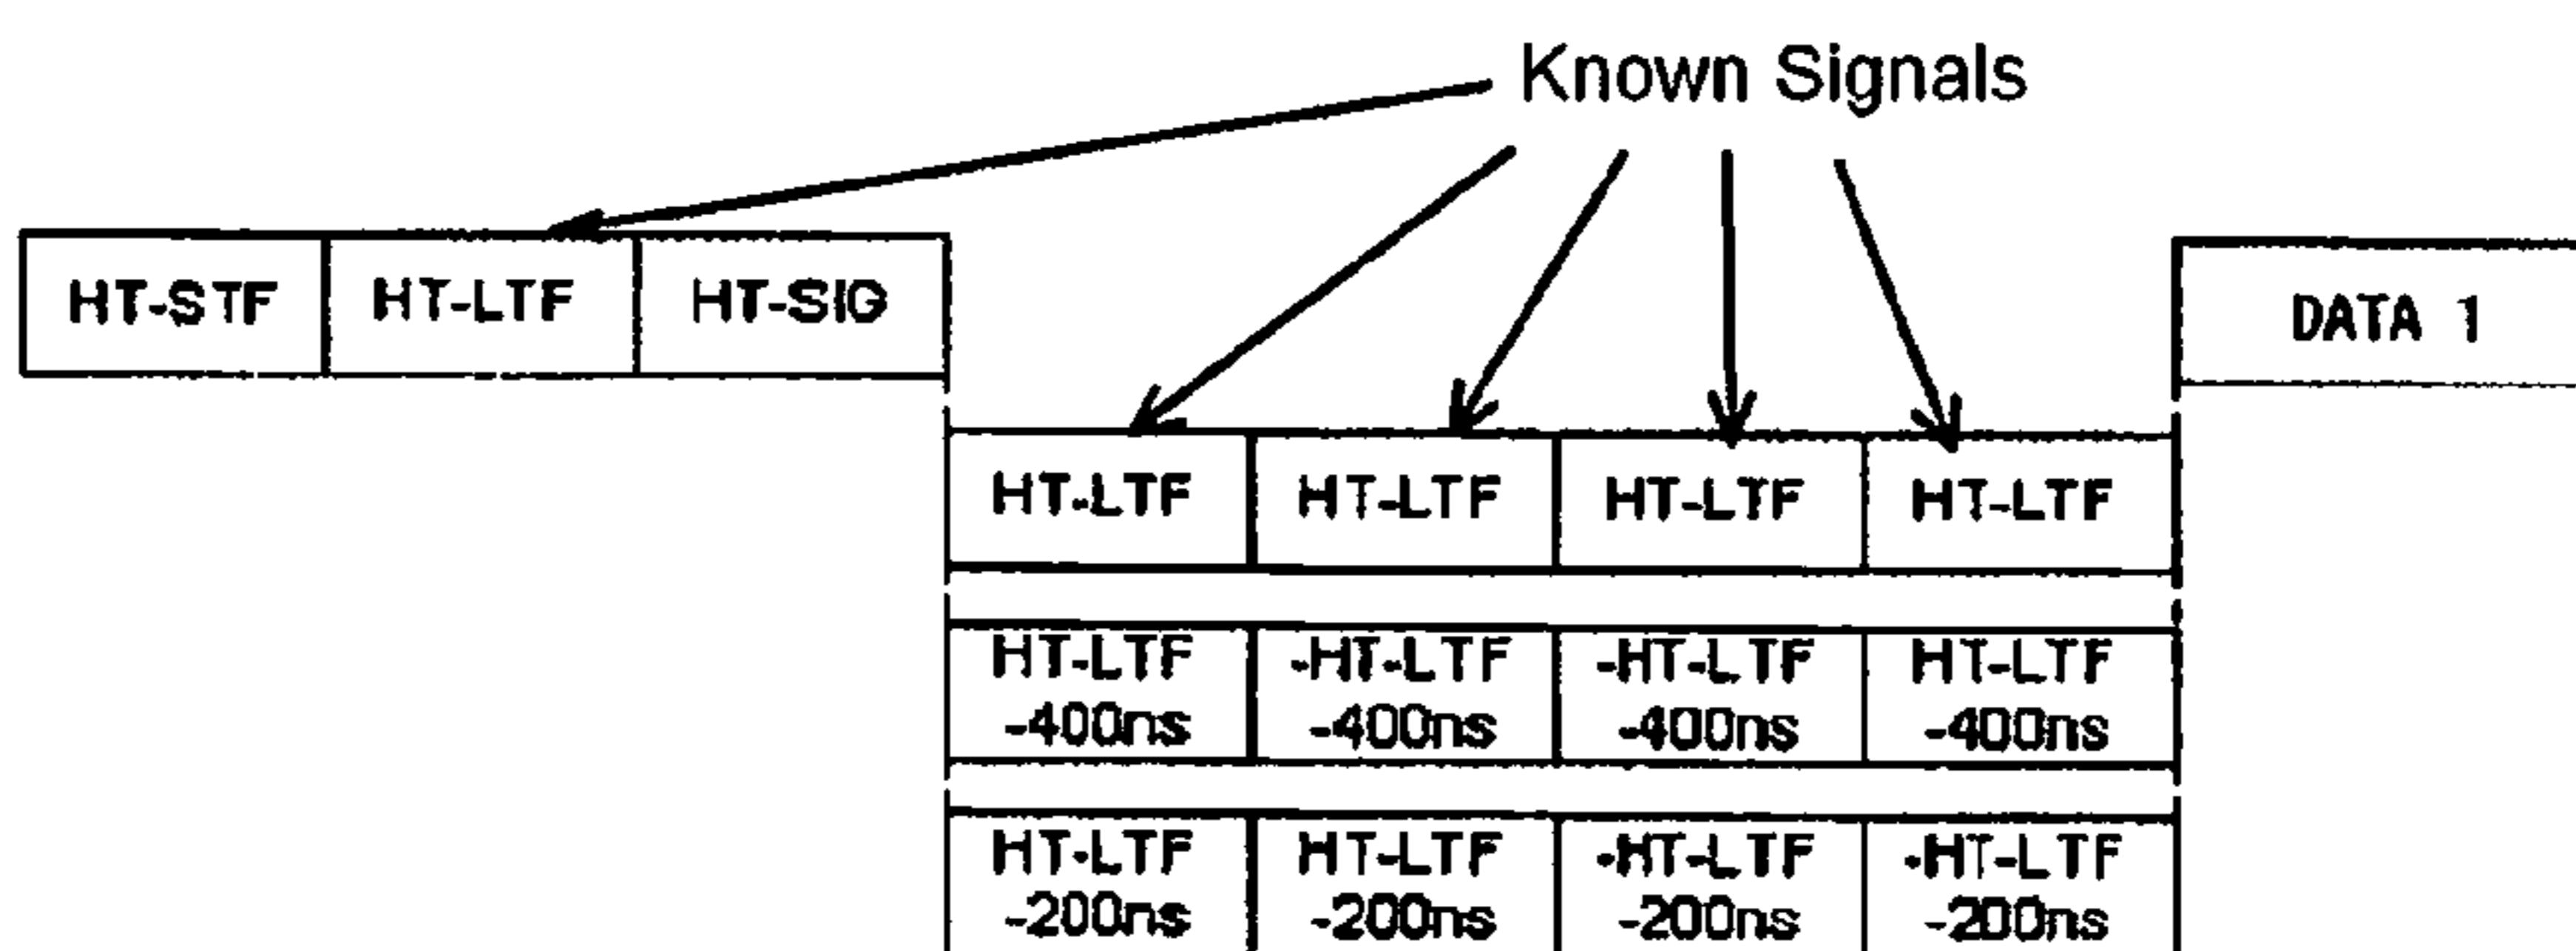 Known Signals
HT-STF HT-LTF HT-SIG DATA 1
HT-LTF HT-LTF HT-LTF HT-LTF
HT-LTF -HT-LTF -HT-LTF HT-LTF
-400ns -400ns -400ns -400ns
HT-LTF HT-LTF -HT-LTF -HT-LTF
-200ns -200ns -200ns -200ns